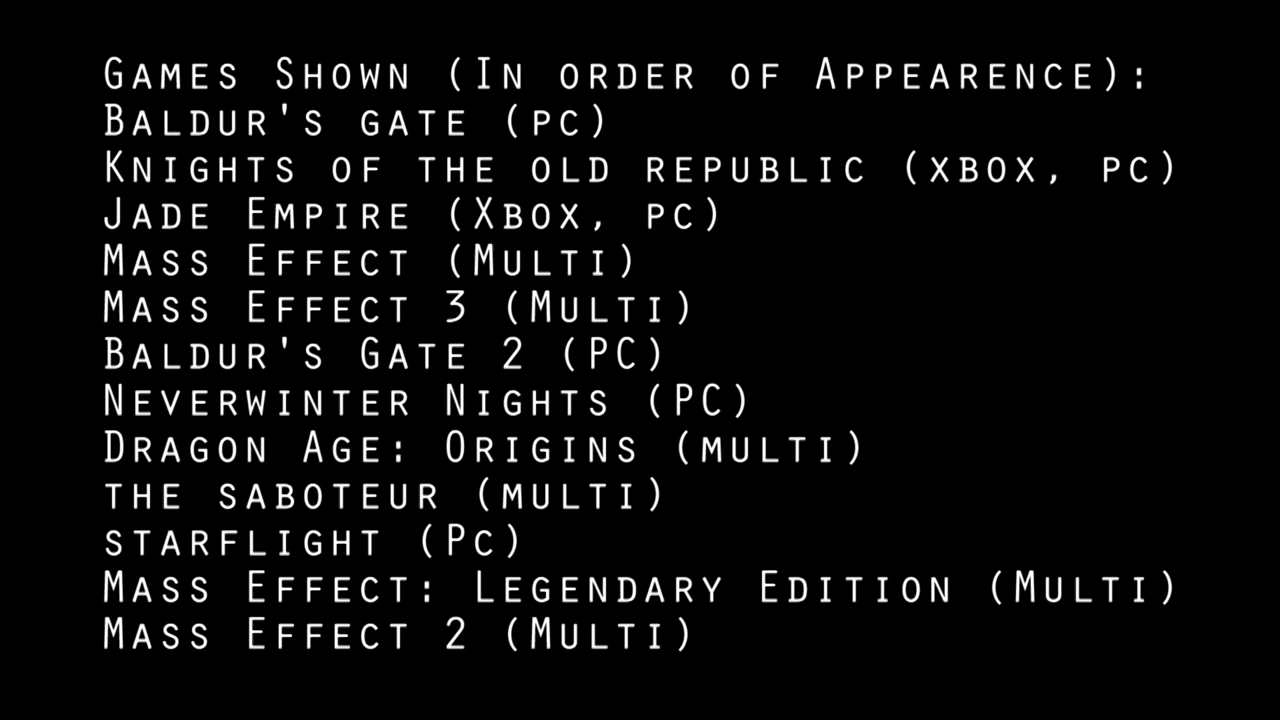 Games Shown (In order of Appearence):
Baldur's gate (pc)
Knights of the old republic (xbox, pc)
Jade Empire (Xbox, pc)
Mass Effect (Multi)
Mass Effect 3 (Multi)
Baldur's Gate 2 (PC)
Neverwinter Nights (PC)
Dragon Age: Origins (multi)
the saboteur (multi)
starflight (Pc)
Mass Effect: Legendary Edition (Multi)
Mass Effect 2 (Multi)